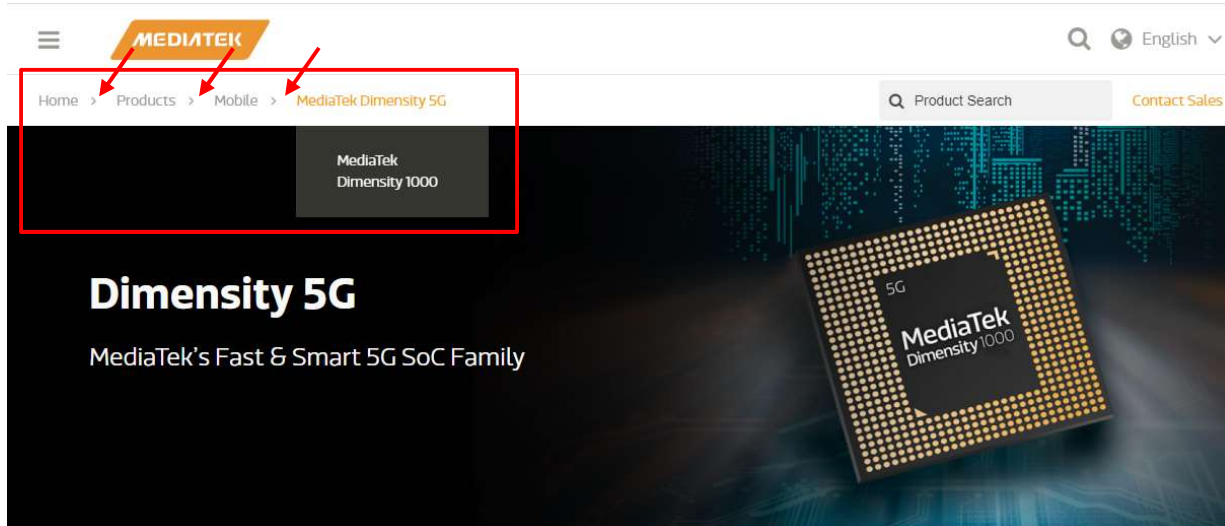 MEDIATEK
English
Home > Products > Mobile > MediaTek Dimensity 5G
Product Search
Contact Sales
MediaTek
Dimensity 1000
Dimensity 5G
MediaTek's Fast & Smart 5G SoC Family
5G
MediaTek
Dimensity 1000